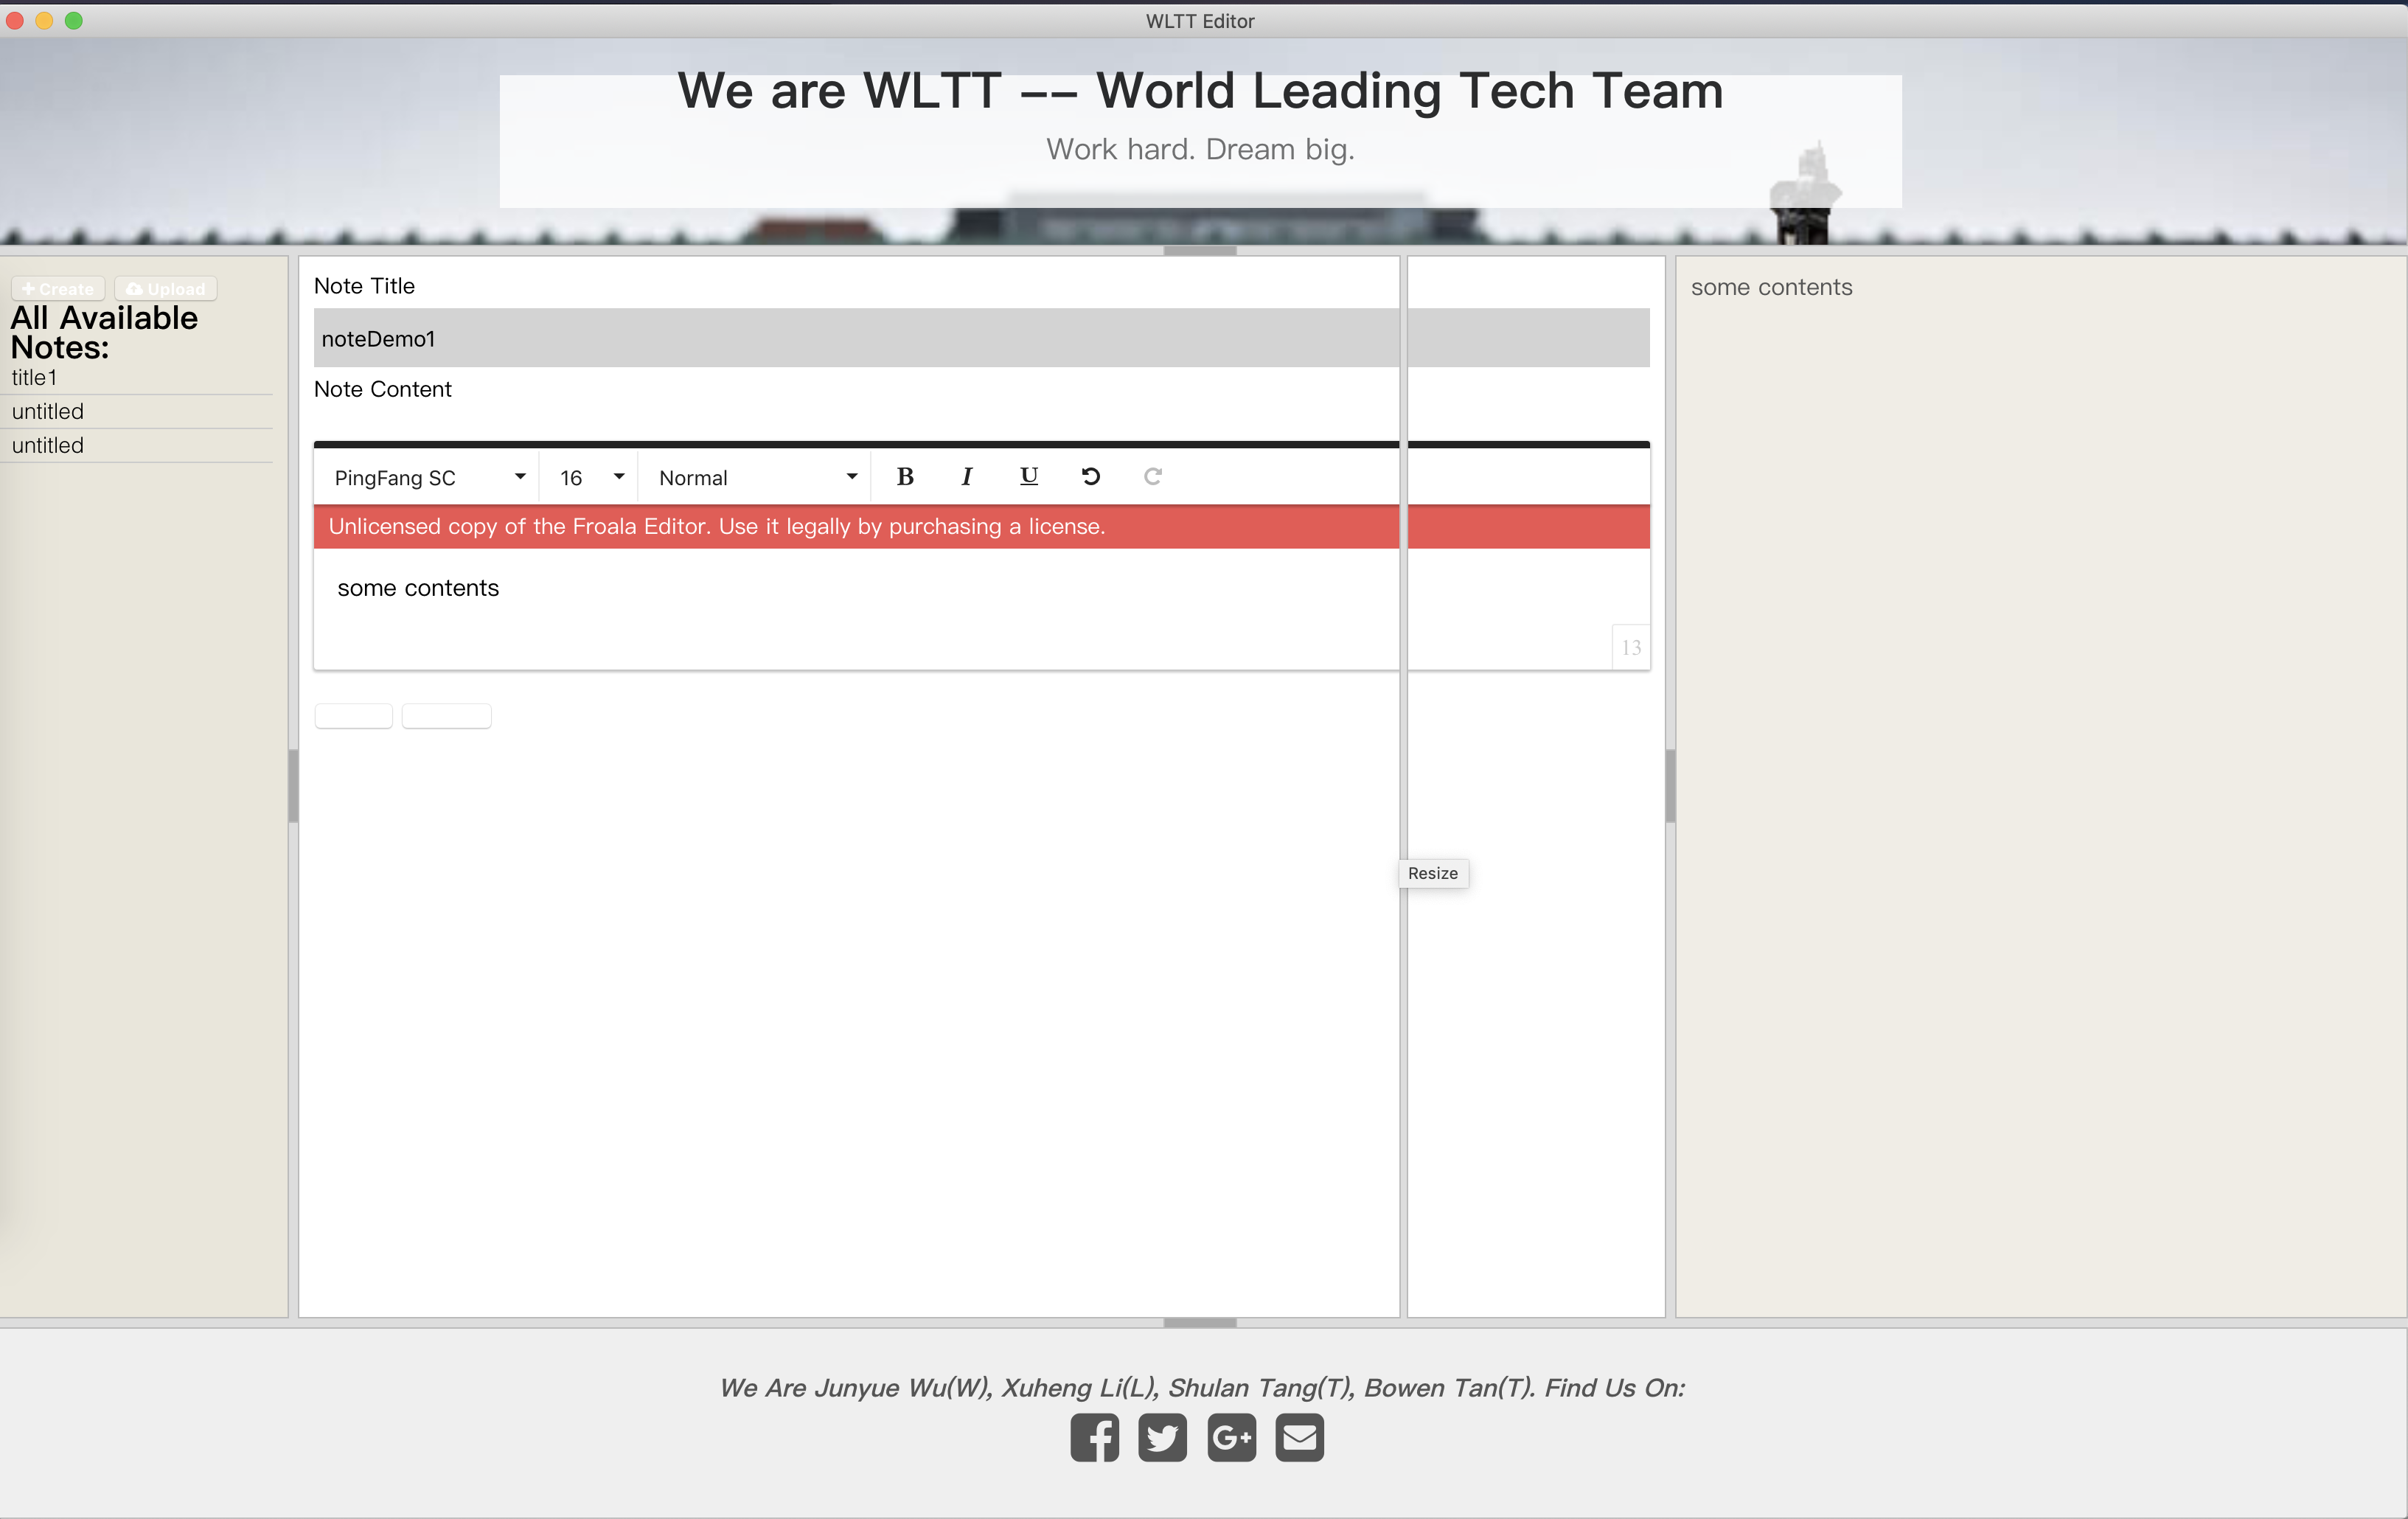 WLTT Editor
We are WLTT -- World Leading Tech Team
Work hard. Dream big.
Create Upload
All Available
Notes:
title1
untitled
untitled
Note Title
noteDemo1
Note Content
PingFang SC 16 Normal B I U
Unlicensed copy of the Froala Editor. Use it legally by purchasing a license.
some contents
13
some contents
Resize
We Are Junyue Wu(W), Xuheng Li(L), Shulan Tang(T), Bowen Tan(T). Find Us On: